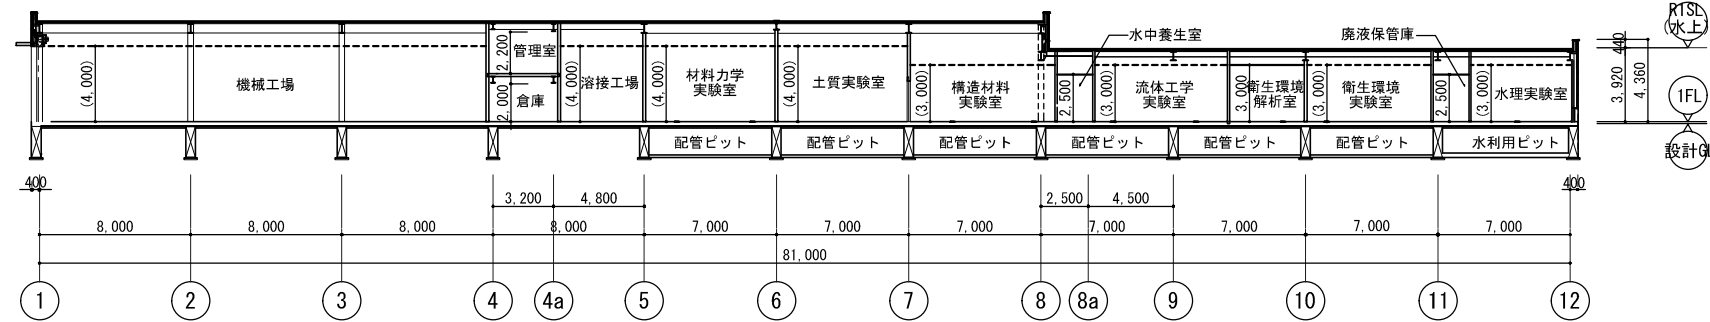 R1SL
(水上)
水中養生室
廃液保管庫
440
2,200
管理室
(4,000)
機械工場
2,000
倉庫
(4,000)
溶接工場
(4,000)
材料力学
実験室
(4,000)
土質実験室
(3,000)
構造材料
実験室
2,500
(3,000)
流体工学
実験室
3,000
衛生環境
解析室
(3,000)
衛生環境
実験室
2,500
(3,000)
水理実験室
3,920
4,360
1FL
設計GL
配管ピット
配管ピット
配管ピット
配管ピット
配管ピット
配管ピット
水利用ピット
400
3,200
4,800
2,500
4,500
400
8,000
8,000
8,000
8,000
7,000
7,000
7,000
7,000
7,000
7,000
7,000
81,000
1
2
3
4
4a
5
6
7
8
8a
9
10
11
12